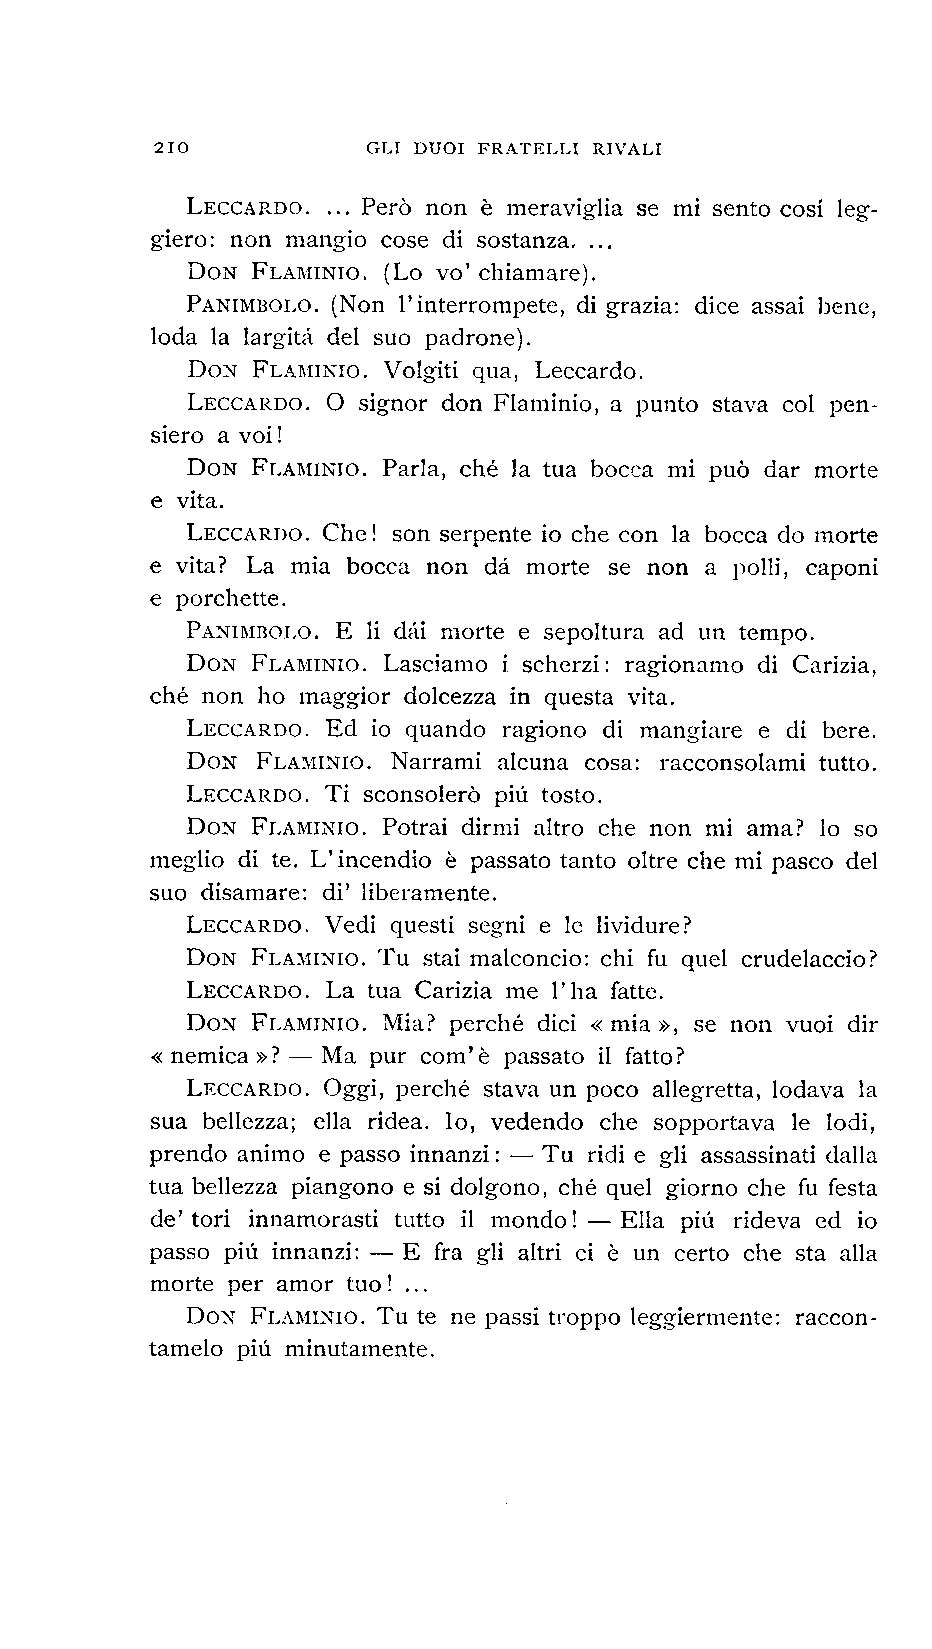 210 GLI DUOI FRATELLI RIVALI
LECCARDO. ... Però non è meraviglia se mi sento cosí leg-
giero: non mangio cose di sostanza. ...
DON FLAMINIO. (Lo vo' chiamare).
PANIMBOLO. (Non l'interrompete, di grazia: dice assai bene,
loda la largitá del suo padrone).
DON FLAMINIO. Volgiti qua, Leccardo.
LECCARDO. O signor don Flaminio, a punto stava col pen-
siero a voi!
DON FLAMINIO. Parla, ché la tua bocca mi può dar morte
e vita.
LECCARDO. Che! son serpente io che con la bocca do morte
e vita? La mia bocca non dá morte se non a polli, caponi
e porchette.
PANIMBOLO. E li dái morte e sepoltura ad un tempo.
DON FLAMINIO. Lasciamo i scherzi: ragionamo di Carizia,
ché non ho maggior dolcezza in questa vita.
LECCARDO. Ed io quando ragiono di mangiare e di bere.
DON FLAMINIO. Narrami alcuna cosa: racconsolami tutto.
LECCARDO. Ti sconsolerò piú tosto.
DON FLAMINIO. Potrai dirmi altro che non mi ama? lo so
meglio di te. L'incendio è passato tanto oltre che mi pasco del
suo disamare: di' liberamente.
LECCARDO. Vedi questi segni e le lividure?
DON FLAMINIO. Tu stai malconcio: chi fu quel crudelaccio?
LECCARDO. La tua Carizia me l'ha fatte.
DON FLAMINIO. Mia? perché dici « mia », se non vuoi dir
« nemica »? — Ma pur com'è passato il fatto?
LECCARDO. Oggi, perché stava un poco allegretta, lodava la
sua bellezza; ella ridea. Io, vedendo che sopportava le lodi,
prendo animo e passo innanzi: — Tu ridi e gli assassinati dalla
tua bellezza piangono e si dolgono, ché quel giorno che fu festa
de' tori innamorasti tutto il mondo! — Ella piú rideva ed io
passo piú innanzi: — E fra gli altri ci è un certo che sta alla
morte per amor tuo! ...
DON FLAMINIO. Tu te ne passi troppo leggiermente: raccon-
tamelo piú minutamente.